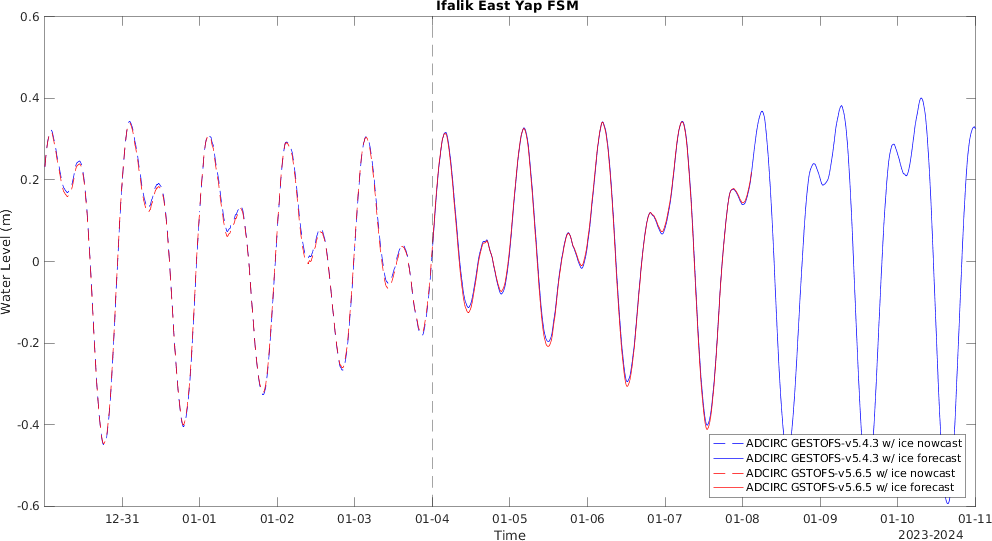 Ifalik East Yap FSM
0.6
0.4
0.2
0
-0.2
-0.4
-0.6
Water Level (m)
ADCIRC GESTOFS-v5.4.3 w/ ice nowcast
ADCIRC GESTOFS-v5.4.3 w/ ice forecast
ADCIRC GSTOFS-v5.6.5 w/ ice nowcast
ADCIRC GSTOFS-v5.6.5 w/ ice forecast
12-31 01-01 01-02 01-03 01-04 01-05 01-06 01-07 01-08 01-09 01-10 01-11
Time
2023-2024